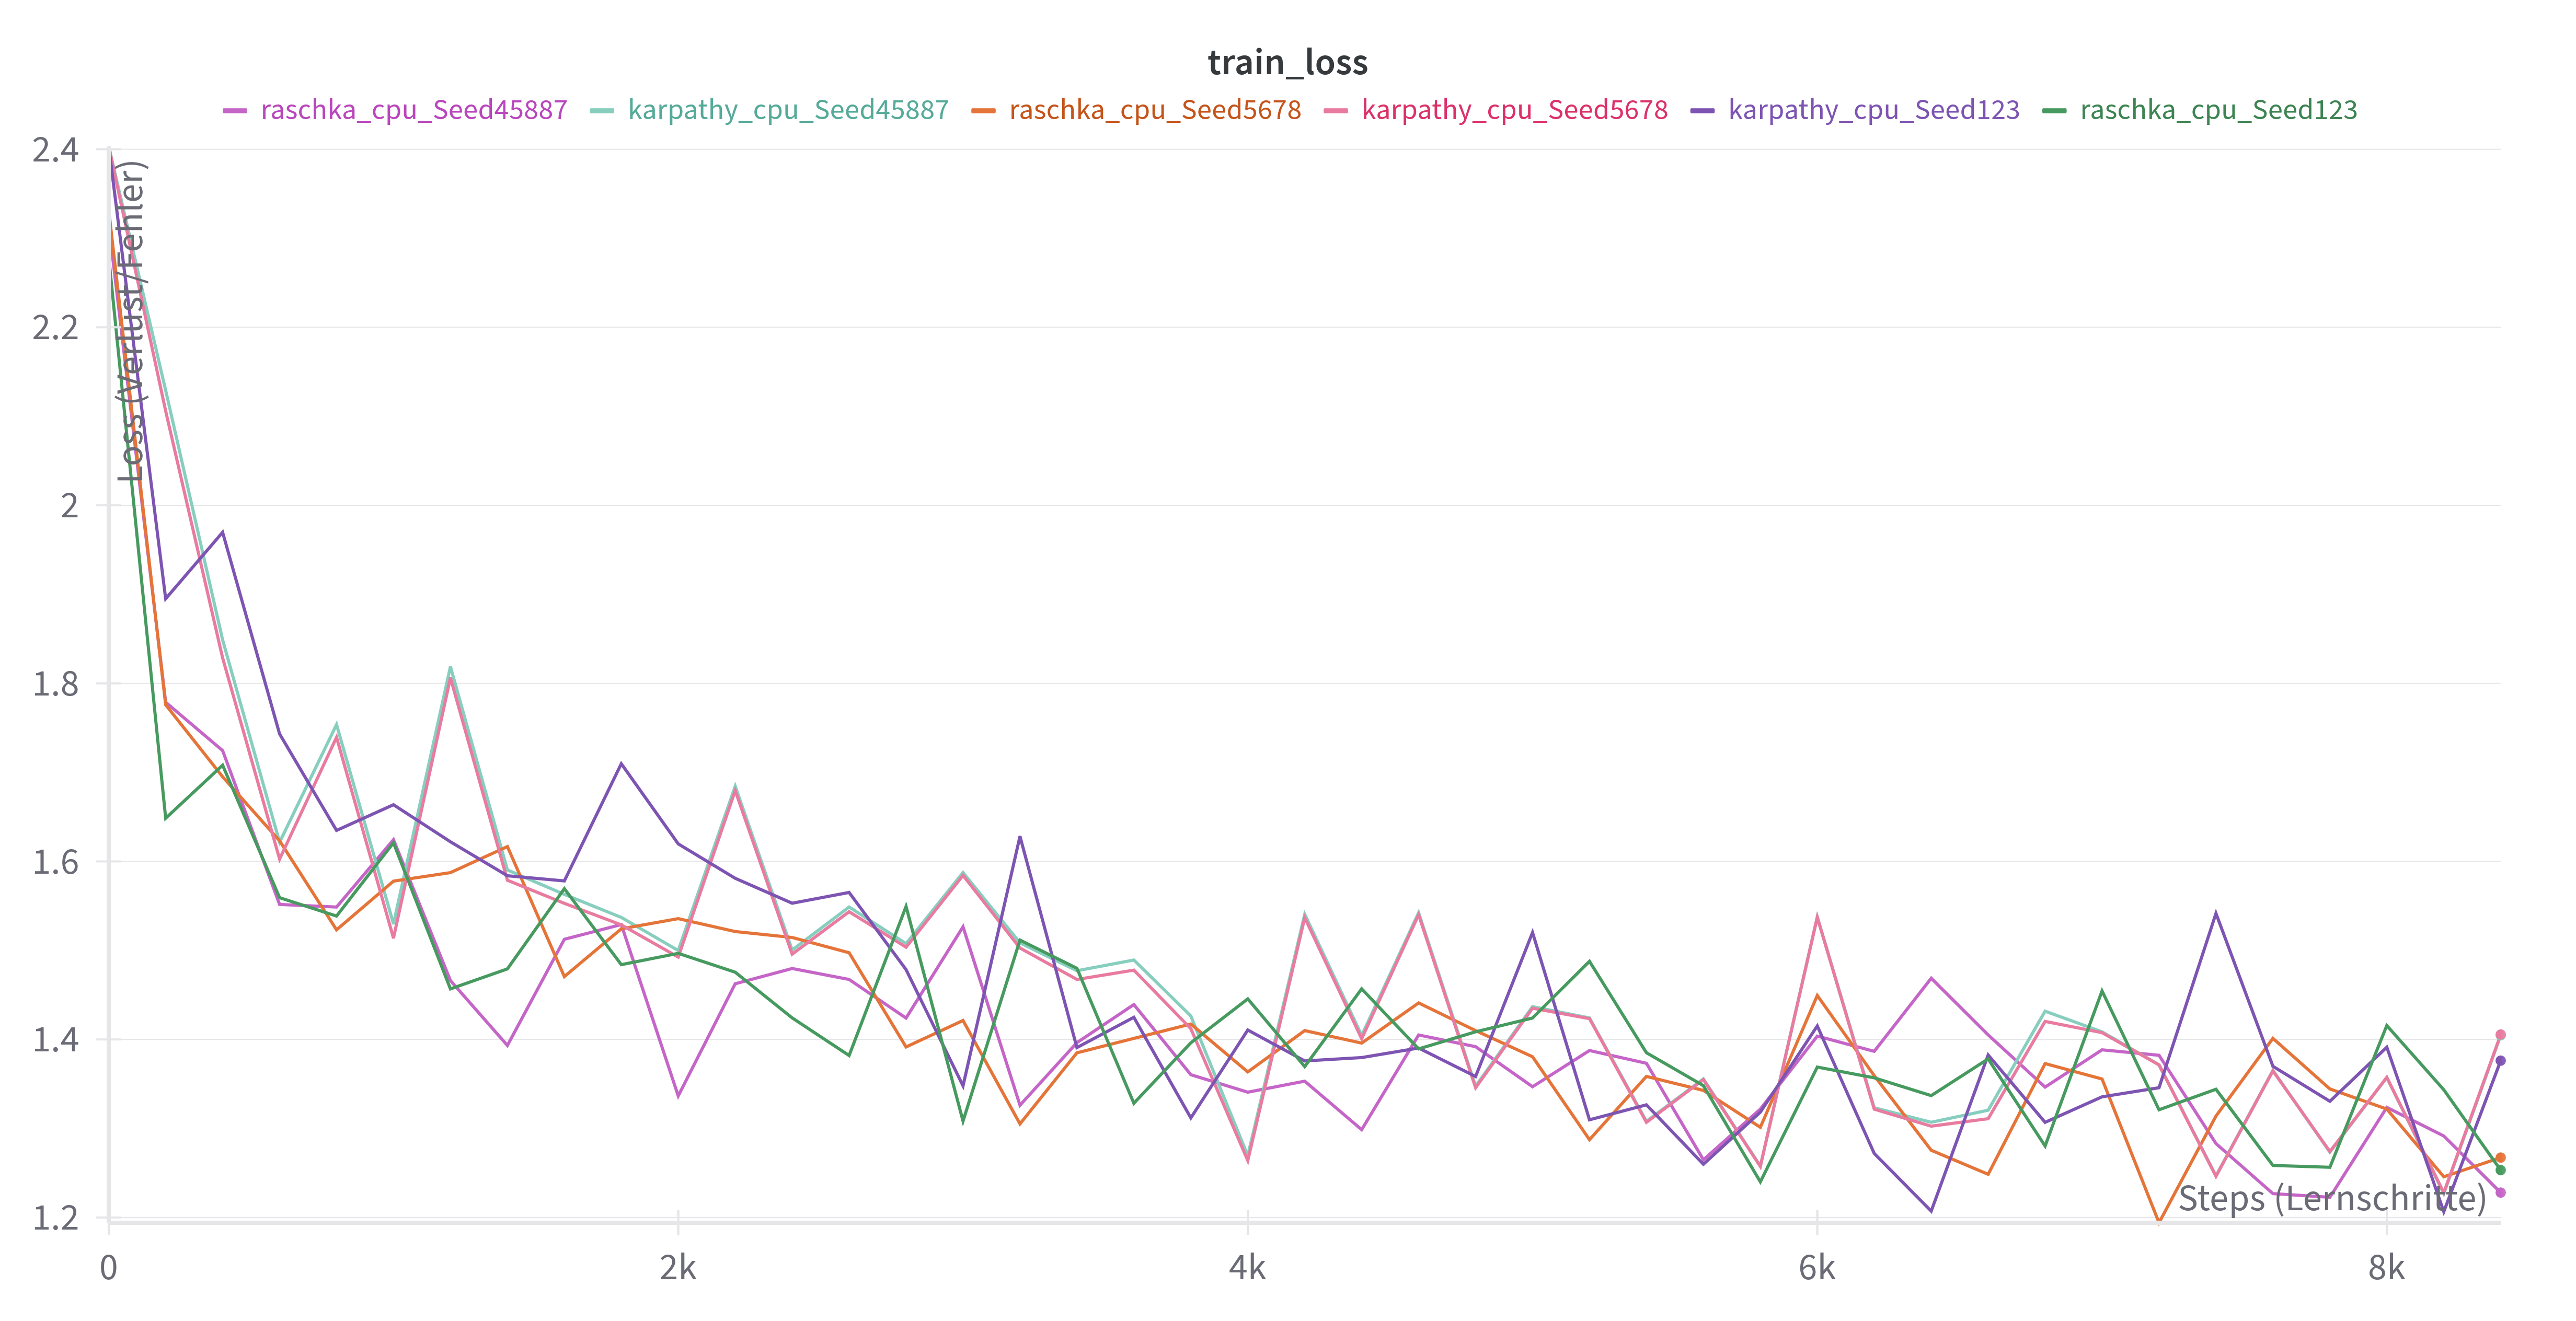 train_loss
raschka_cpu_Seed45887 karpathy_cpu_Seed45887 raschka_cpu_Seed5678 karpathy_cpu_Seed5678 karpathy_cpu_Seed123 raschka_cpu_Seed123
Loss (Verlust/Fehler)
2.4
2.2
2
1.8
1.6
1.4
1.2
Steps (Lernschritte)
0 2k 4k 6k 8k